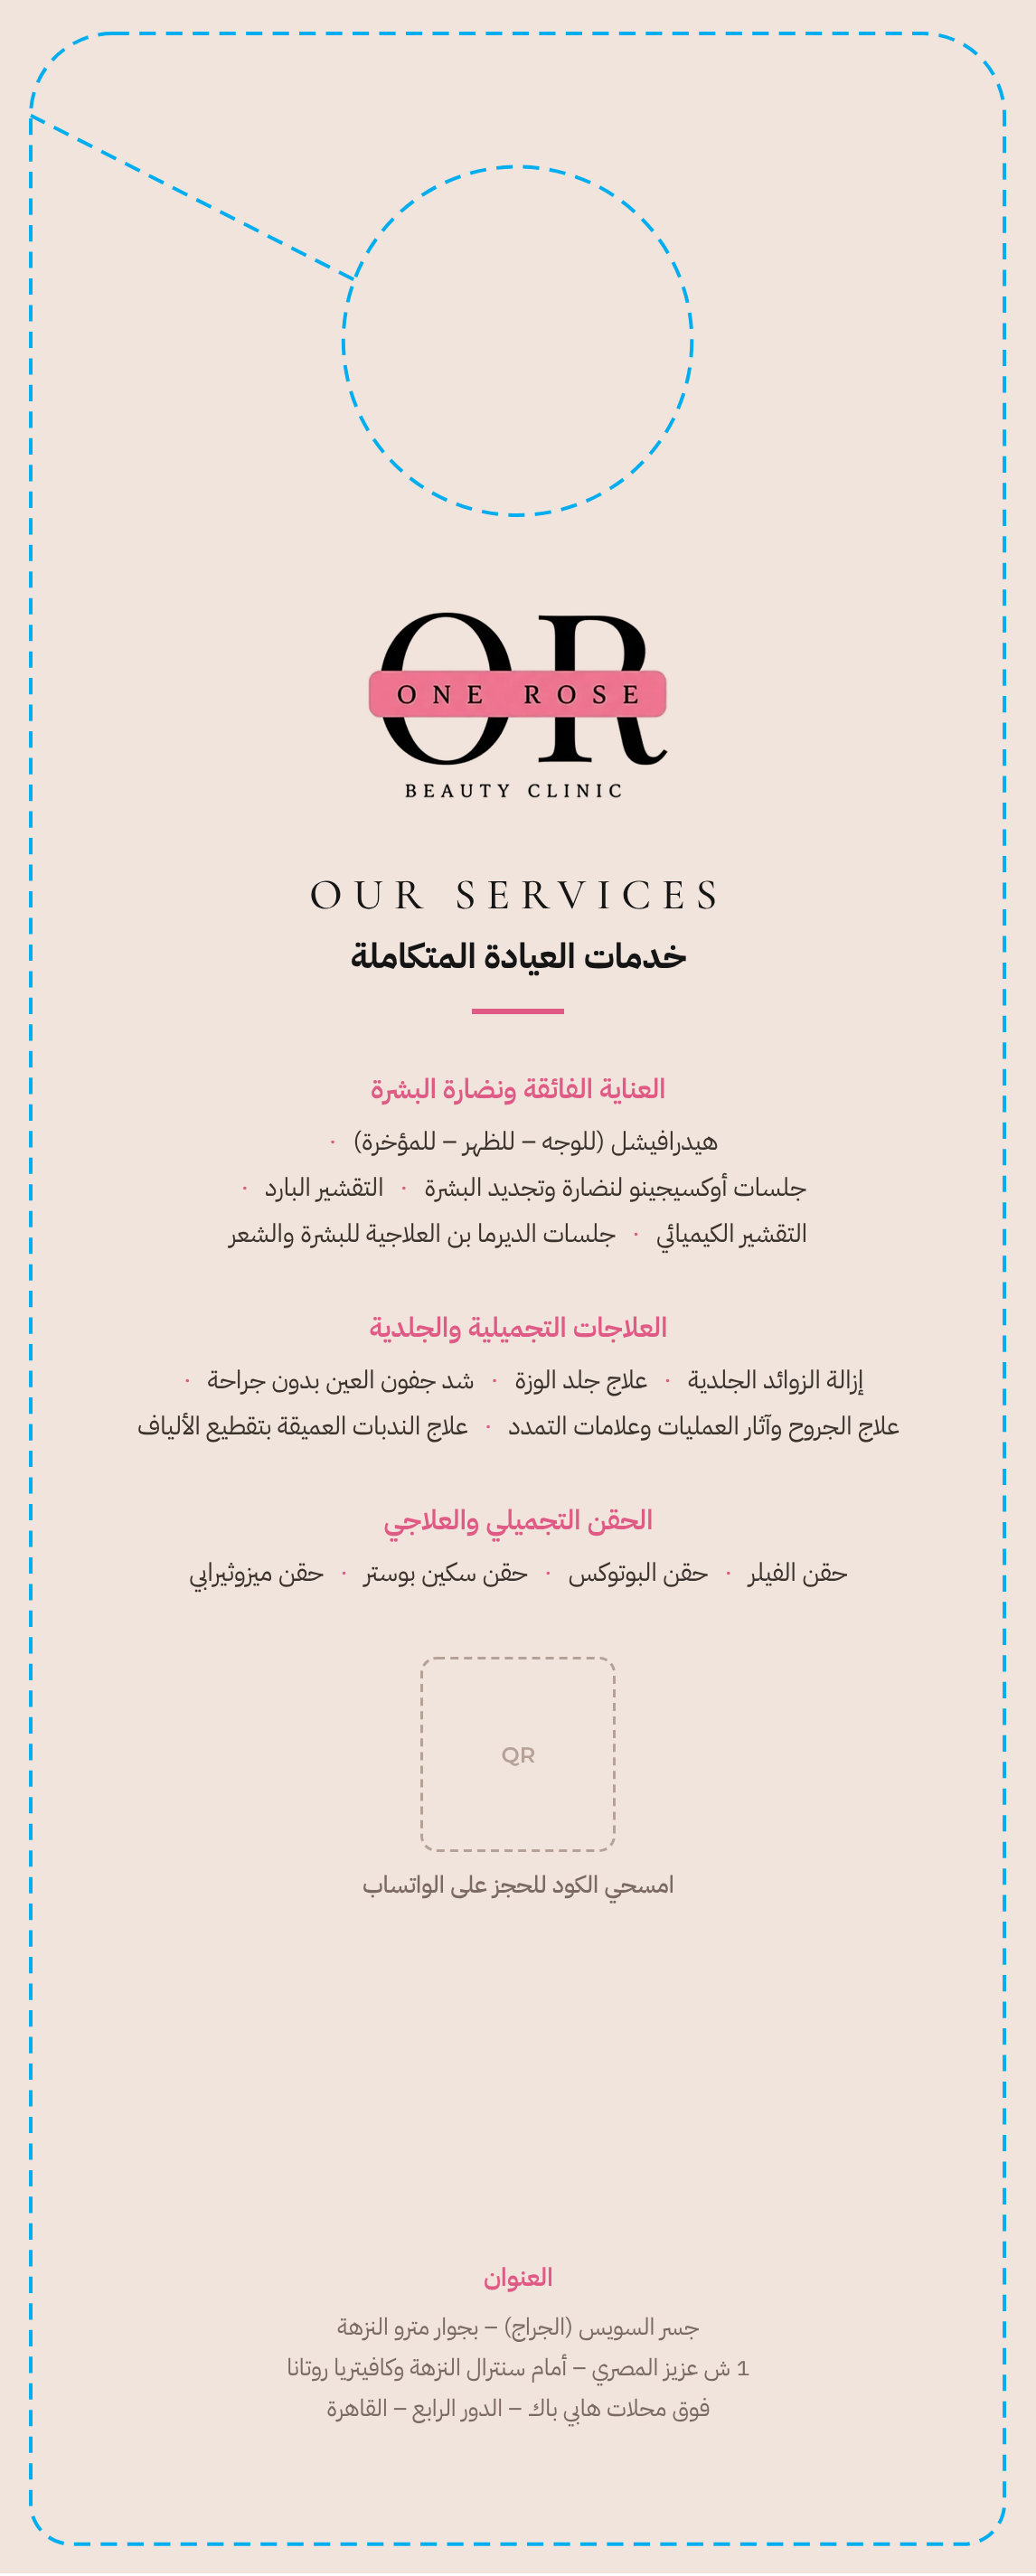 OR
ONE ROSE
BEAUTY CLINIC
OUR SERVICES
خدمات العيادة المتكاملة
العناية الفائقة ونضارة البشرة
هيدرافيشل (للوجه – للظهر – للمؤخرة) ·
جلسات أوكسيجينو لنضارة وتجديد البشرة · التقشير البارد ·
التقشير الكيميائي · جلسات الديرما بن العلاجية للبشرة والشعر
العلاجات التجميلية والجلدية
إزالة الزوائد الجلدية · علاج جلد الوزة · شد جفون العين بدون جراحة ·
علاج الجروح وآثار العمليات وعلامات التمدد · علاج الندبات العميقة بتقطيع الألياف
الحقن التجميلي والعلاجي
حقن الفيلر · حقن البوتوكس · حقن سكين بوستر · حقن ميزوثيرابي
QR
امسحي الكود للحجز على الواتساب
العنوان
جسر السويس (الجراج) – بجوار مترو النزهة
1 ش عزيز المصري – أمام سنترال النزهة وكافيتريا روتانا
فوق محلات هابي باك – الدور الرابع – القاهرة